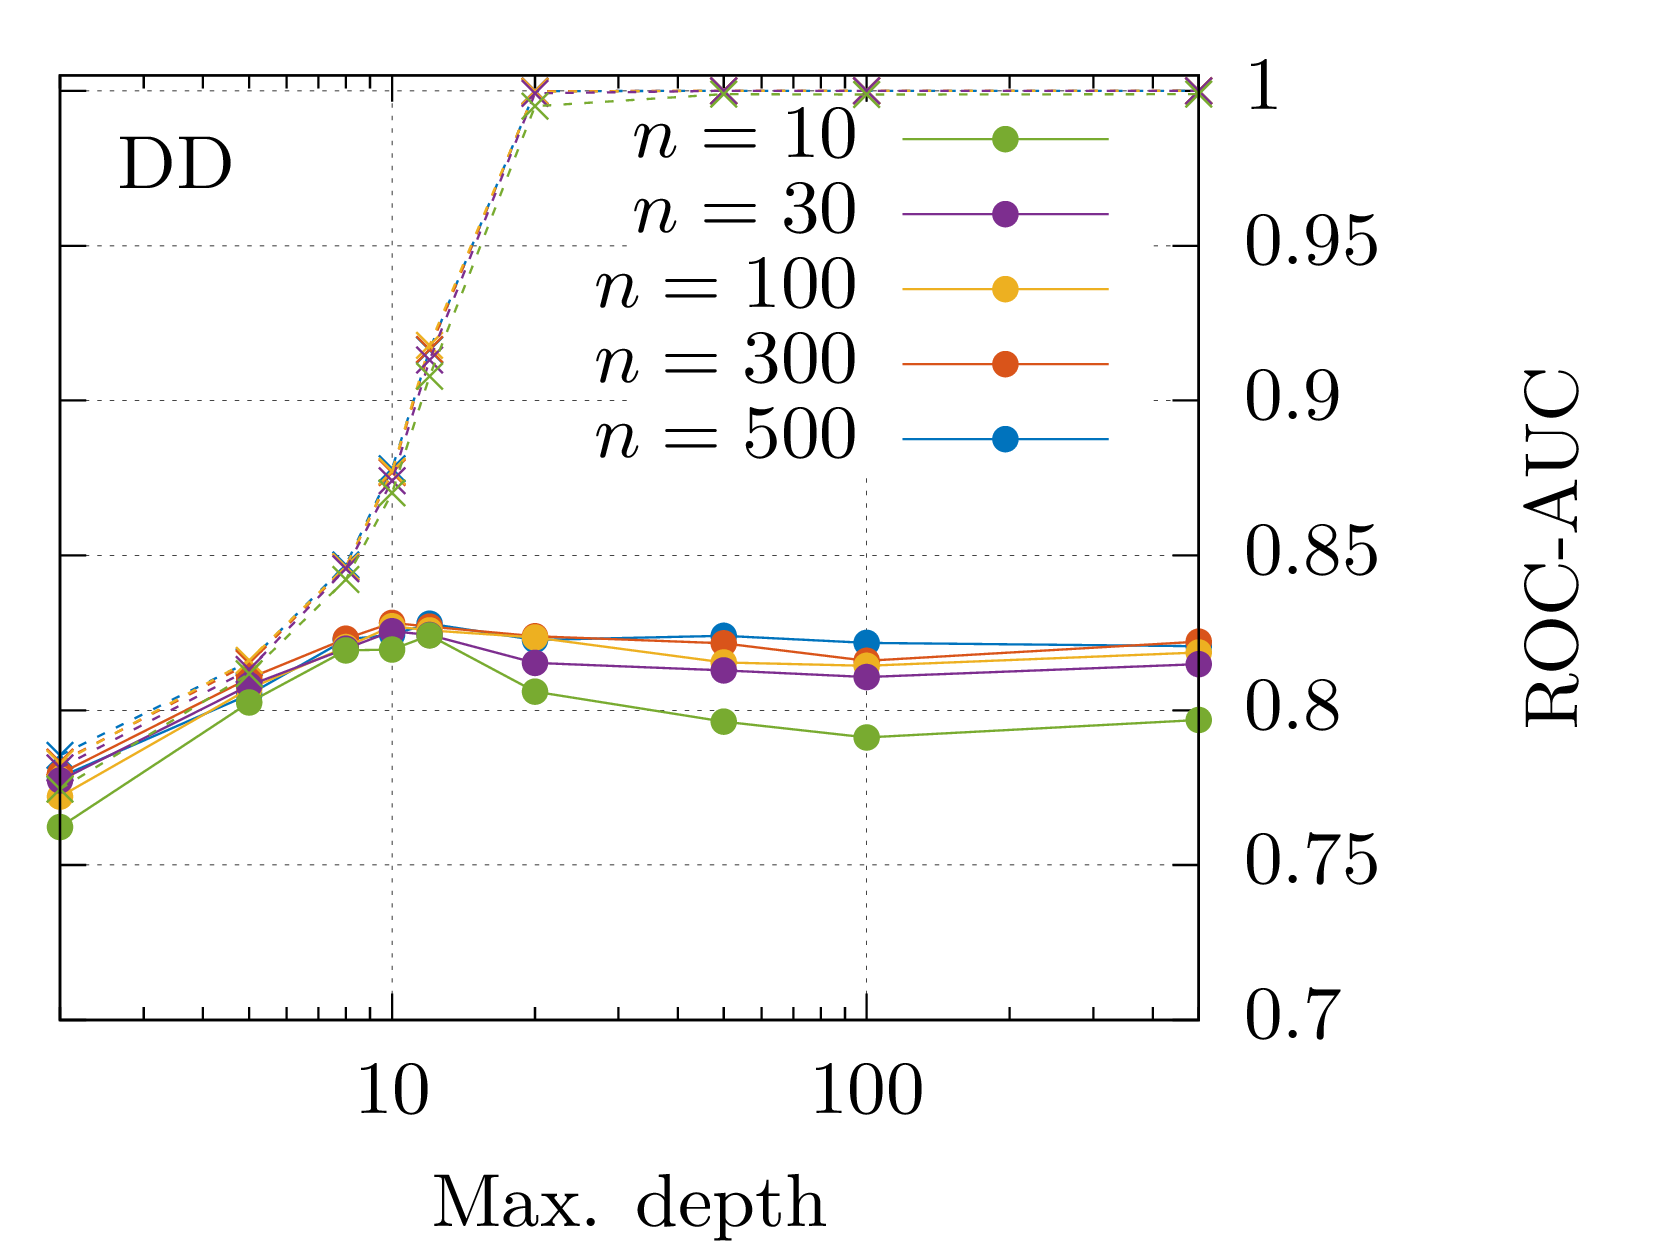 DD
n = 10
n = 30
n = 100
n = 300
n = 500
1
0.95
0.9
0.85
0.8
0.75
0.7
ROC-AUC
10 100
Max. depth